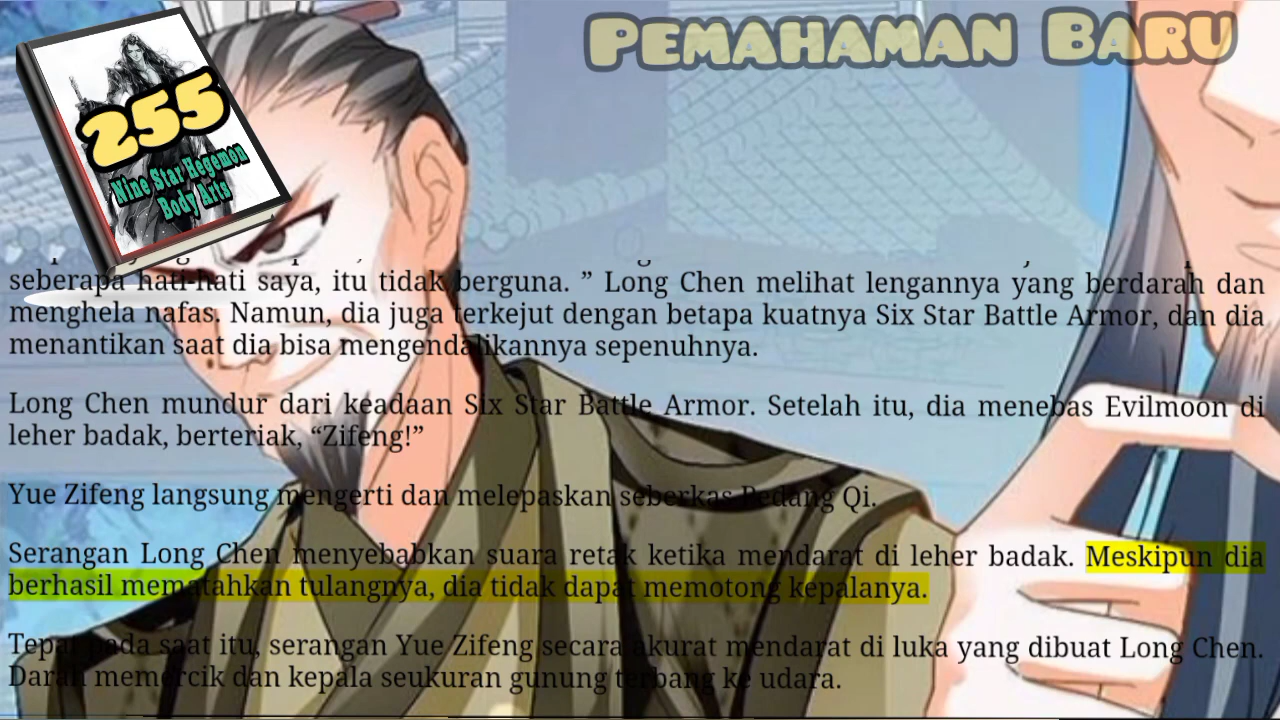 PEMAHAMAN BARU
255
Nine Star Hegemon
Body Arts
seberapa hati-hati saya, itu tidak berguna. ” Long Chen melihat lengannya yang berdarah dan
menghela nafas. Namun, dia juga terkejut dengan betapa kuatnya Six Star Battle Armor, dan dia
menantikan saat dia bisa mengendalikannya sepenuhnya.
Long Chen mundur dari keadaan Six Star Battle Armor. Setelah itu, dia menebas Evilmoon di
leher badak, berteriak, “Zifeng!”
Yue Zifeng langsung mengerti dan melepaskan seberkas Pedang Qi.
Serangan Long Chen menyebabkan suara retak ketika mendarat di leher badak. Meskipun dia
berhasil mematahkan tulangnya, dia tidak dapat memotong kepalanya.
Tepat pada saat itu, serangan Yue Zifeng secara akurat mendarat di luka yang dibuat Long Chen.
Darah memercik dan kepala seukuran gunung terbang ke udara.